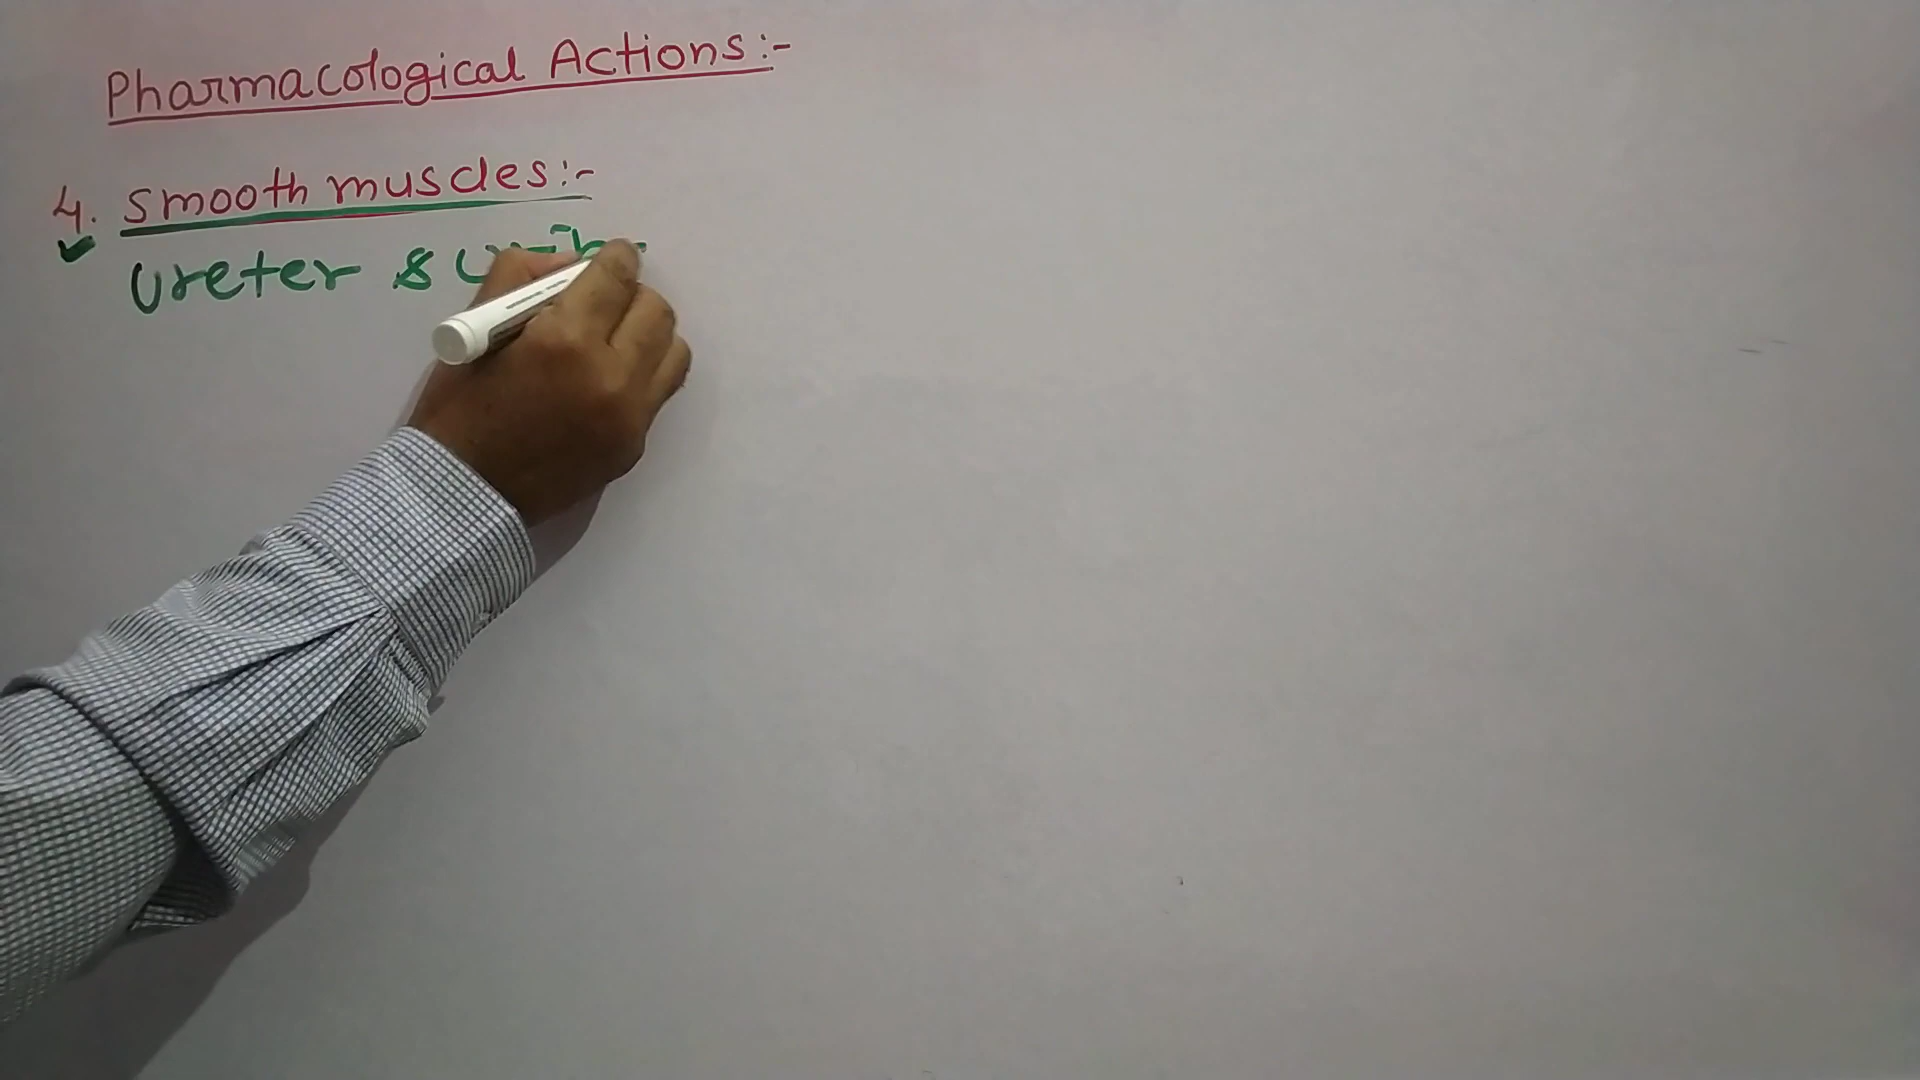 Pharmacological Actions:-
4. smooth muscles:-
Ureter &